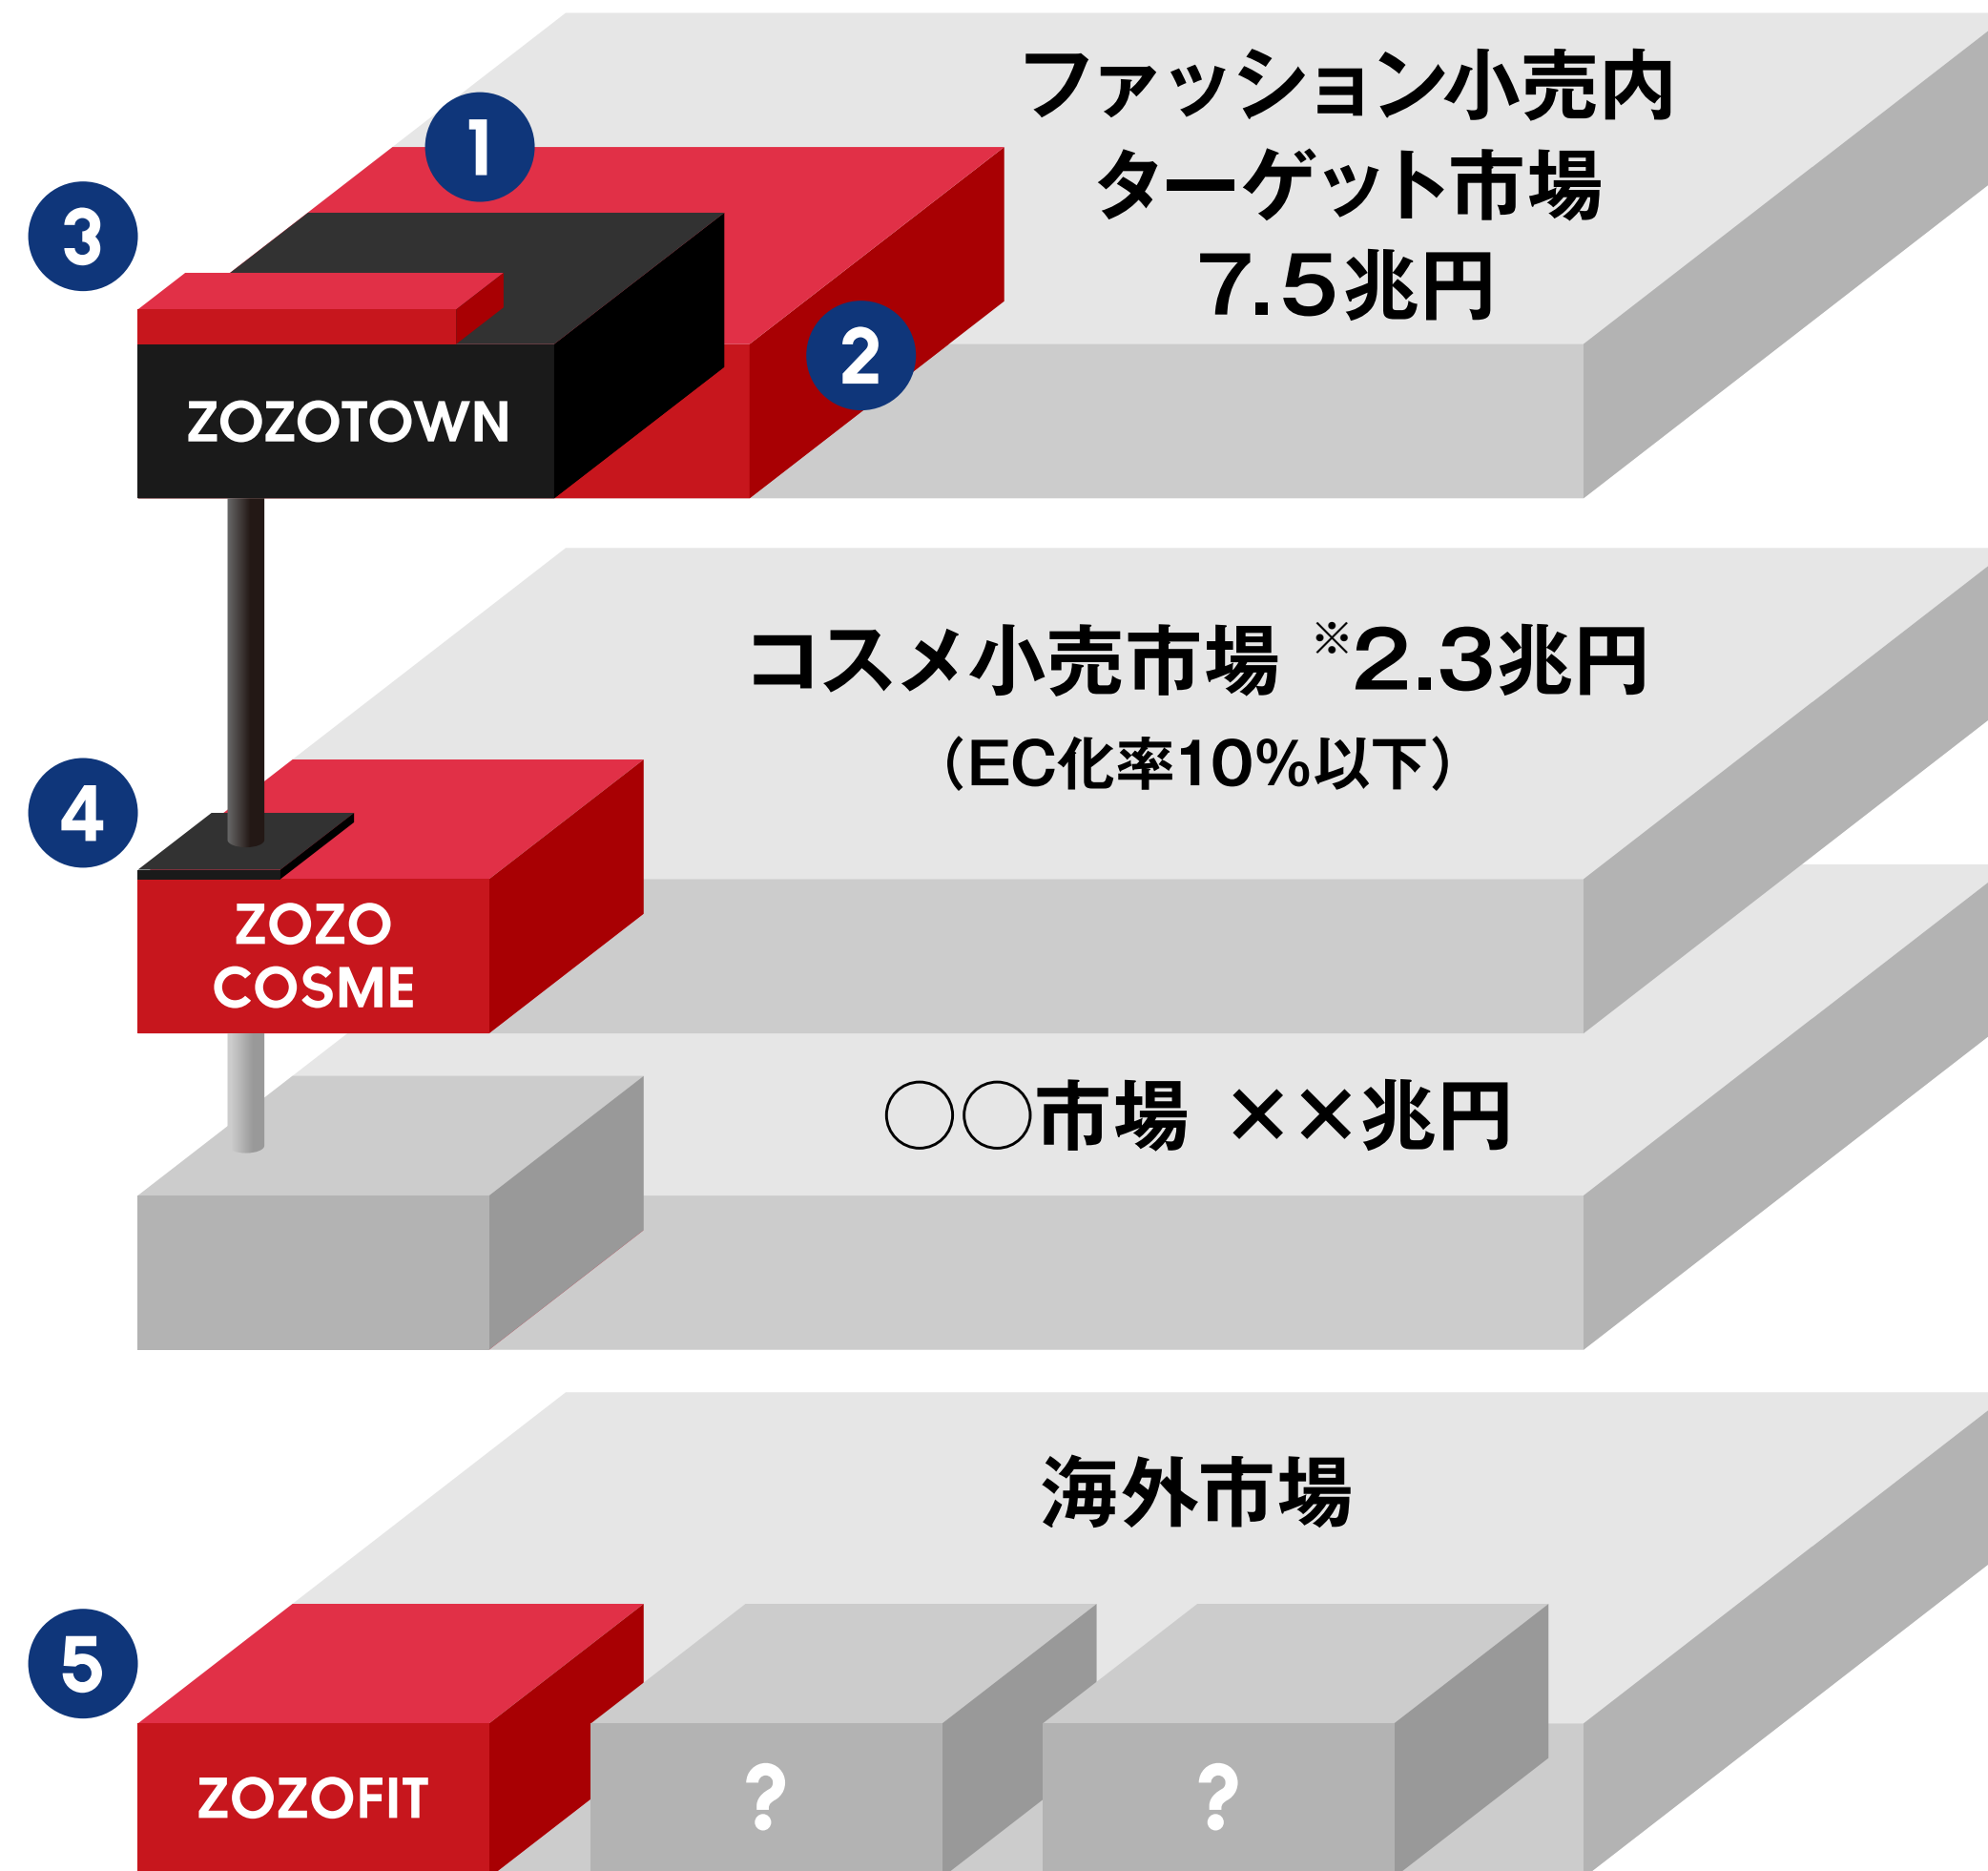 ファッション小売内
ターゲット市場
7.5兆円
1
3
2
ZOZOTOWN
コスメ小売市場 ※2.3兆円
（EC化率10％以下）
4
ZOZO
COSME
○○市場 ××兆円
海外市場
5
ZOZOFIT
?
?